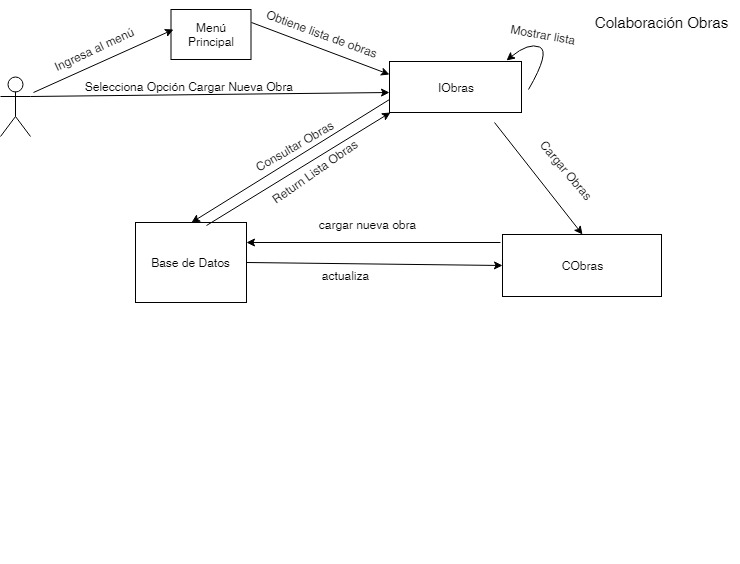 Colaboración Obras
Menú
Principal
Ingresa al menú
Obtiene lista de obras
Mostrar lista
Selecciona Opción Cargar Nueva Obra
IObras
Consultar Obras
Return Lista Obras
Cargar Obras
cargar nueva obra
Base de Datos
CObras
actualiza